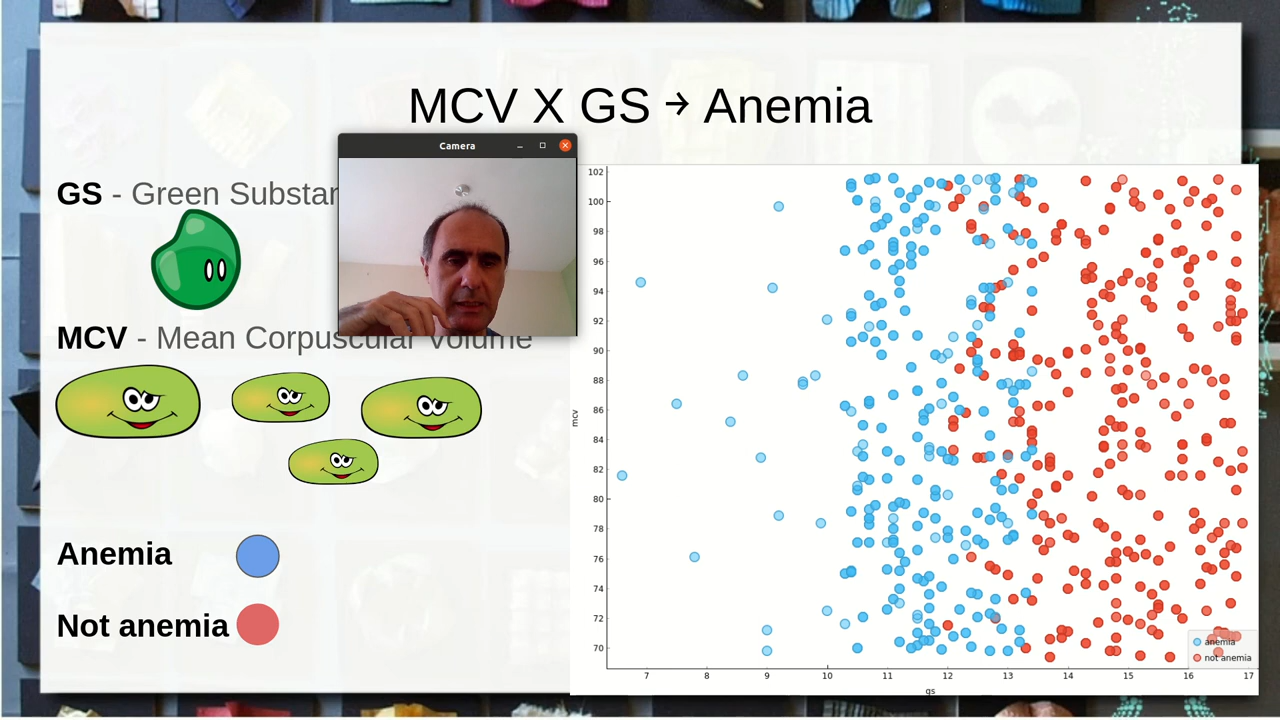 MCV X GS → Anemia
Camera
GS - Green Substan
MCV - Mean Corpuscular Volume
Anemia
Not anemia
mcv
102
100
98
96
94
92
90
88
86
84
82
80
78
76
74
72
70
7 8 9 10 11 12 13 14 15 16 17
gs
anemia
not anemia